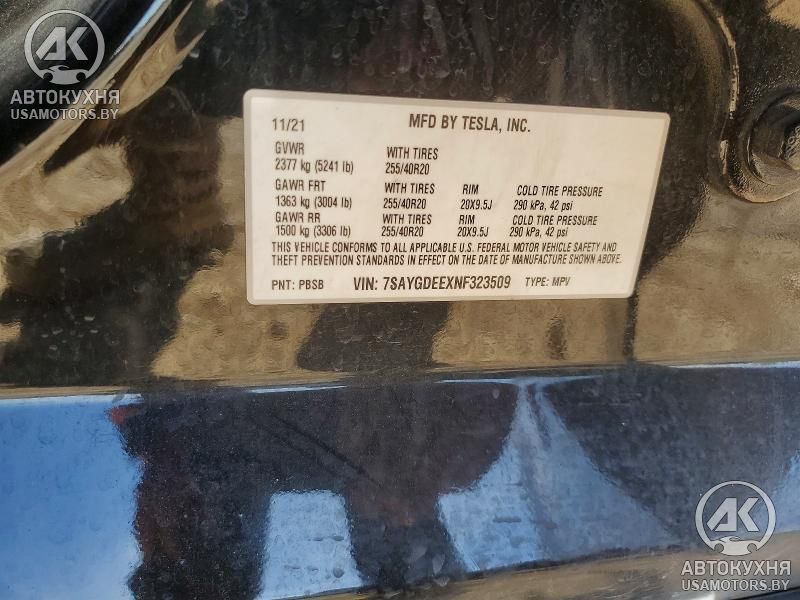 АК
АВТОКУХНЯ
USAMOTORS.BY
11/21 MFD BY TESLA, INC.
GVWR WITH TIRES
2377 kg (5241 lb) 255/40R20
GAWR FRT WITH TIRES RIM COLD TIRE PRESSURE
1363 kg (3004 lb) 255/40R20 20X9.5J 290 kPa, 42 psi
GAWR RR WITH TIRES RIM COLD TIRE PRESSURE
1500 kg (3306 lb) 255/40R20 20X9.5J 290 kPa, 42 psi
THIS VEHICLE CONFORMS TO ALL APPLICABLE U.S. FEDERAL MOTOR VEHICLE SAFETY AND
THEFT PREVENTION STANDARDS IN EFFECT ON THE DATE OF MANUFACTURE SHOWN ABOVE.
PNT: PBSB VIN: 7SAYGDEEXNF323509 TYPE: MPV
АК
АВТОКУХНЯ
USAMOTORS.BY